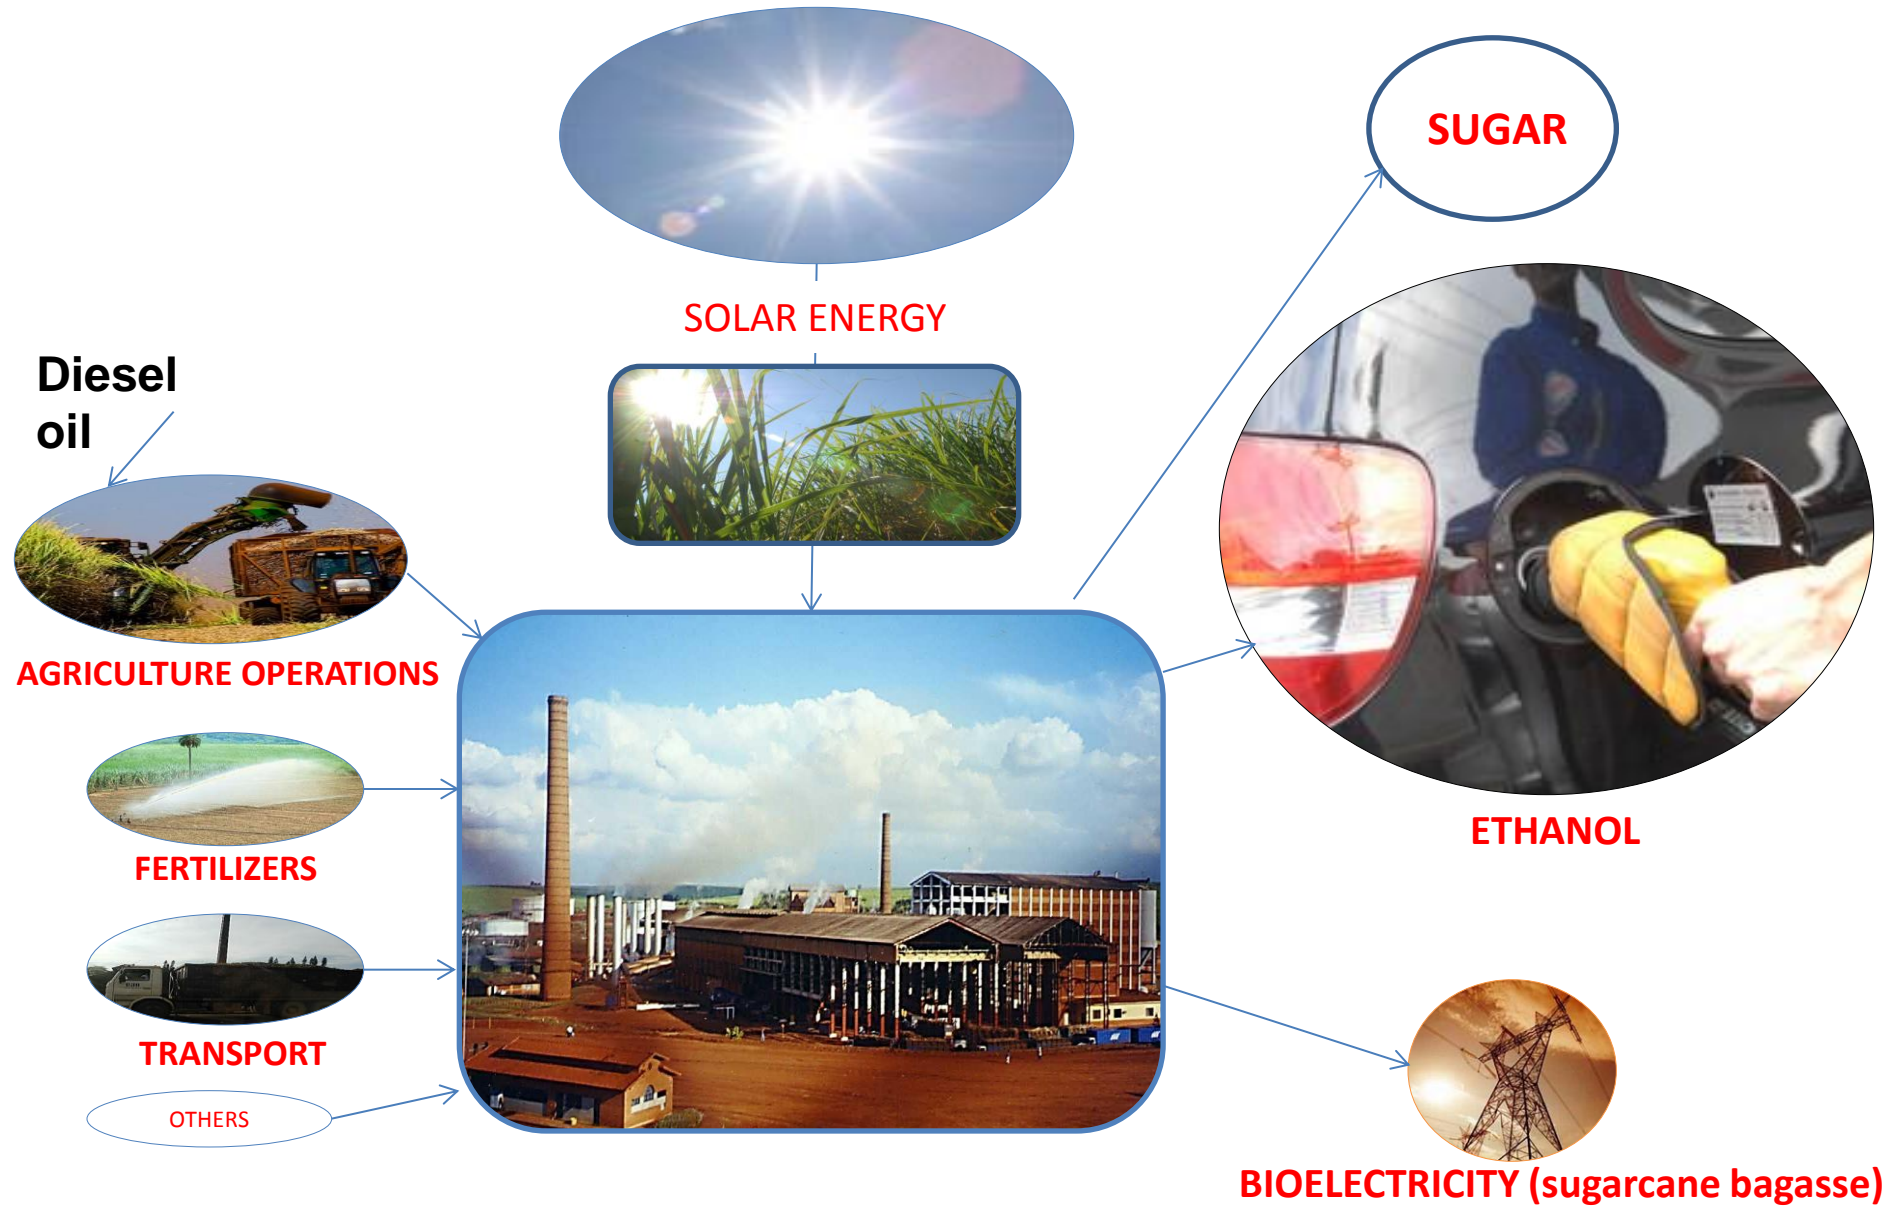 SUGAR
SOLAR ENERGY
Diesel
oil
AGRICULTURE OPERATIONS
ETHANOL
FERTILIZERS
TRANSPORT
OTHERS
BIOELECTRICITY (sugarcane bagasse)